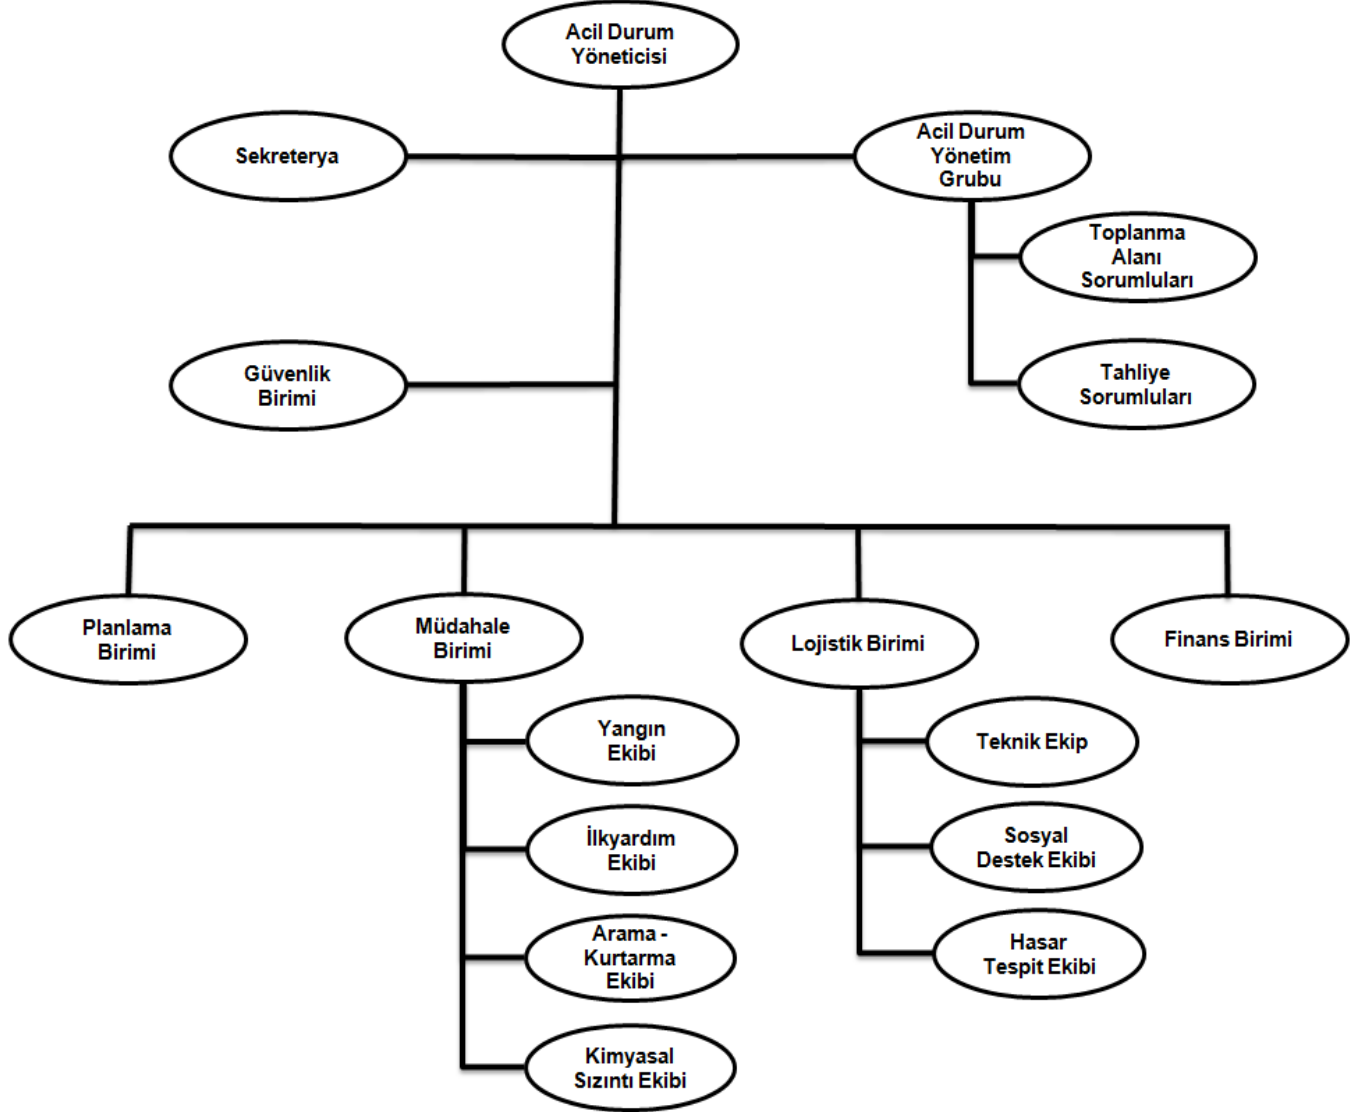 Acil Durum
Yöneticisi
Sekreterya
Acil Durum
Yönetim
Grubu
Toplanma
Alanı
Sorumluları
Güvenlik
Birimi
Tahliye
Sorumluları
Planlama
Birimi
Müdahale
Birimi
Lojistik Birimi
Finans Birimi
Yangın
Ekibi
İlkyardım
Ekibi
Arama -
Kurtarma
Ekibi
Kimyasal
Sızıntı Ekibi
Teknik Ekip
Sosyal
Destek Ekibi
Hasar
Tespit Ekibi